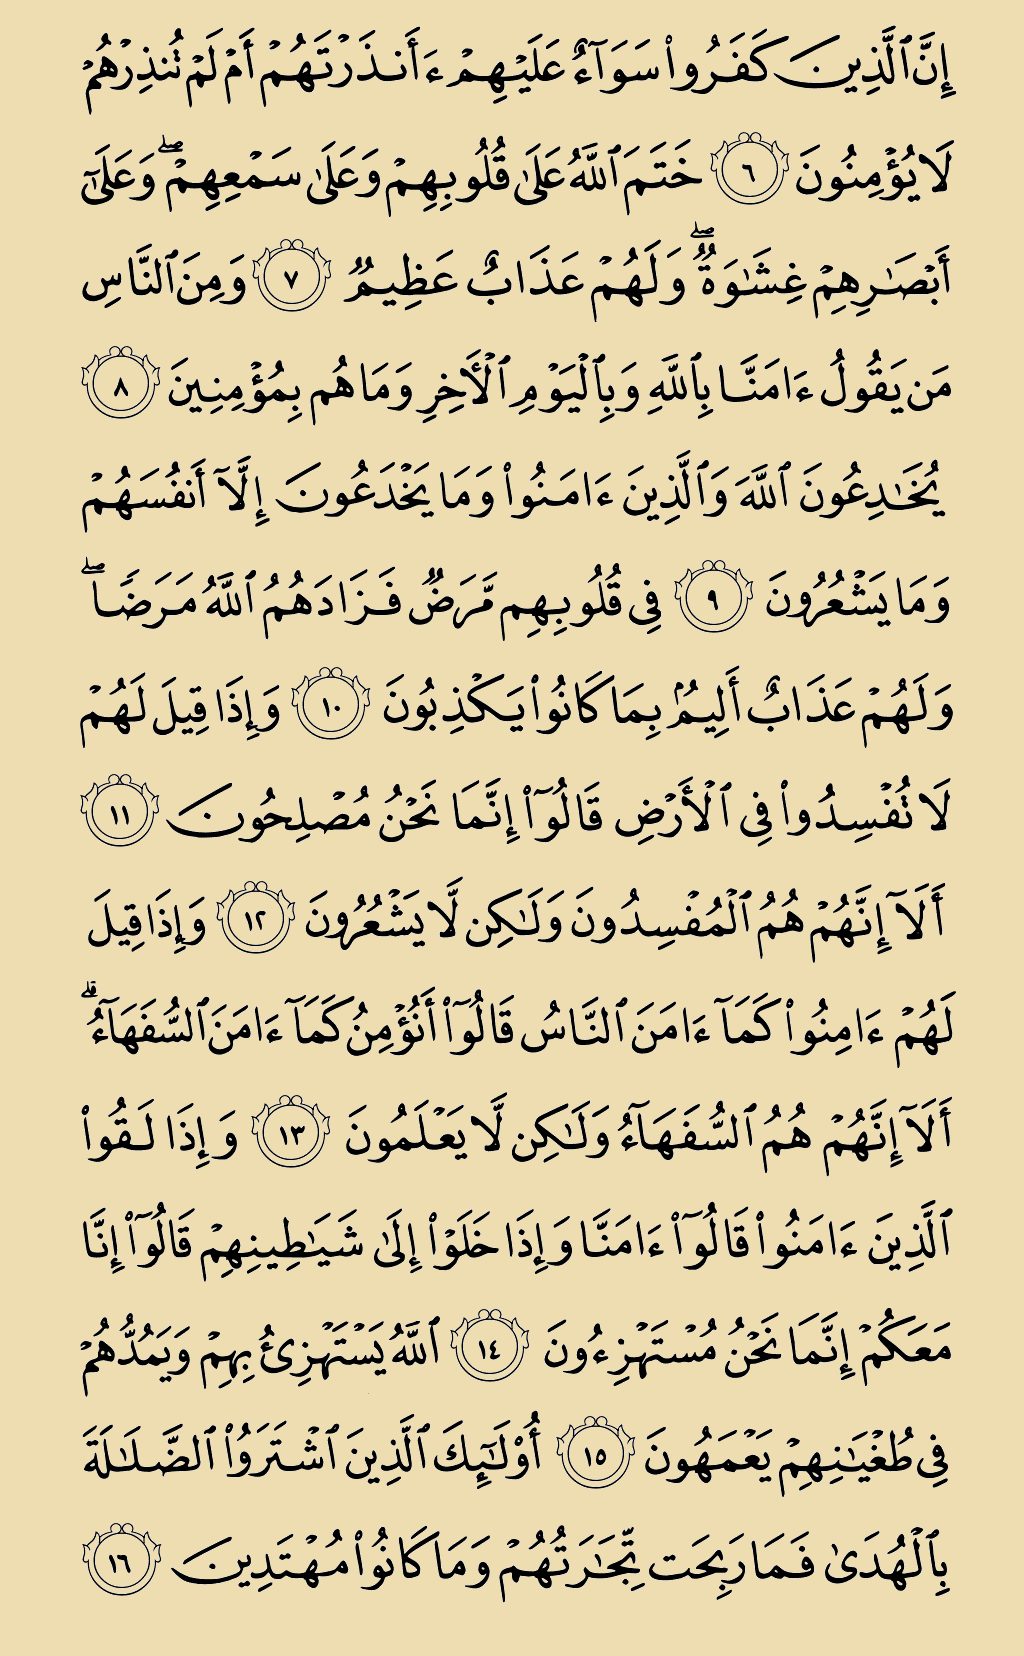 إِنَّ ٱلَّذِينَ كَفَرُوا۟ سَوَآءٌ عَلَيْهِمْ ءَأَنذَرْتَهُمْ أَمْ لَمْ تُنذِرْهُمْ
لَا يُؤْمِنُونَ ٦ خَتَمَ ٱللَّهُ عَلَىٰ قُلُوبِهِمْ وَعَلَىٰ سَمْعِهِمْ ۖ وَعَلَىٰٓ
أَبْصَـٰرِهِمْ غِشَـٰوَةٌ ۖ وَلَهُمْ عَذَابٌ عَظِيمٌ ٧ وَمِنَ ٱلنَّاسِ
مَن يَقُولُ ءَامَنَّا بِٱللَّهِ وَبِٱلْيَوْمِ ٱلْـَٔاخِرِ وَمَا هُم بِمُؤْمِنِينَ ٨
يُخَـٰدِعُونَ ٱللَّهَ وَٱلَّذِينَ ءَامَنُوا۟ وَمَا يَخْدَعُونَ إِلَّآ أَنفُسَهُمْ
وَمَا يَشْعُرُونَ ٩ فِى قُلُوبِهِم مَّرَضٌ فَزَادَهُمُ ٱللَّهُ مَرَضًا ۖ
وَلَهُمْ عَذَابٌ أَلِيمٌۢ بِمَا كَانُوا۟ يَكْذِبُونَ ١٠ وَإِذَا قِيلَ لَهُمْ
لَا تُفْسِدُوا۟ فِى ٱلْأَرْضِ قَالُوٓا۟ إِنَّمَا نَحْنُ مُصْلِحُونَ ١١
أَلَآ إِنَّهُمْ هُمُ ٱلْمُفْسِدُونَ وَلَـٰكِن لَّا يَشْعُرُونَ ١٢ وَإِذَا قِيلَ
لَهُمْ ءَامِنُوا۟ كَمَآ ءَامَنَ ٱلنَّاسُ قَالُوٓا۟ أَنُؤْمِنُ كَمَآ ءَامَنَ ٱلسُّفَهَآءُ ۗ
أَلَآ إِنَّهُمْ هُمُ ٱلسُّفَهَآءُ وَلَـٰكِن لَّا يَعْلَمُونَ ١٣ وَإِذَا لَقُوا۟
ٱلَّذِينَ ءَامَنُوا۟ قَالُوٓا۟ ءَامَنَّا وَإِذَا خَلَوْا۟ إِلَىٰ شَيَـٰطِينِهِمْ قَالُوٓا۟ إِنَّا
مَعَكُمْ إِنَّمَا نَحْنُ مُسْتَهْزِءُونَ ١٤ ٱللَّهُ يَسْتَهْزِئُ بِهِمْ وَيَمُدُّهُمْ
فِى طُغْيَـٰنِهِمْ يَعْمَهُونَ ١٥ أُو۟لَـٰٓئِكَ ٱلَّذِينَ ٱشْتَرَوُا۟ ٱلضَّلَـٰلَةَ
بِٱلْهُدَىٰ فَمَا رَبِحَت تِّجَـٰرَتُهُمْ وَمَا كَانُوا۟ مُهْتَدِينَ ١٦